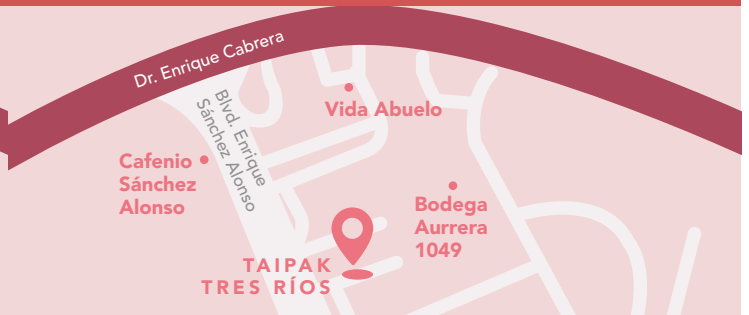 Dr. Enrique Cabrera
Blvd. Enrique
Sánchez Alonso
Vida Abuelo
Cafenio
Sánchez
Alonso
Bodega
Aurrera
1049
TAIPAK
TRES RÍOS